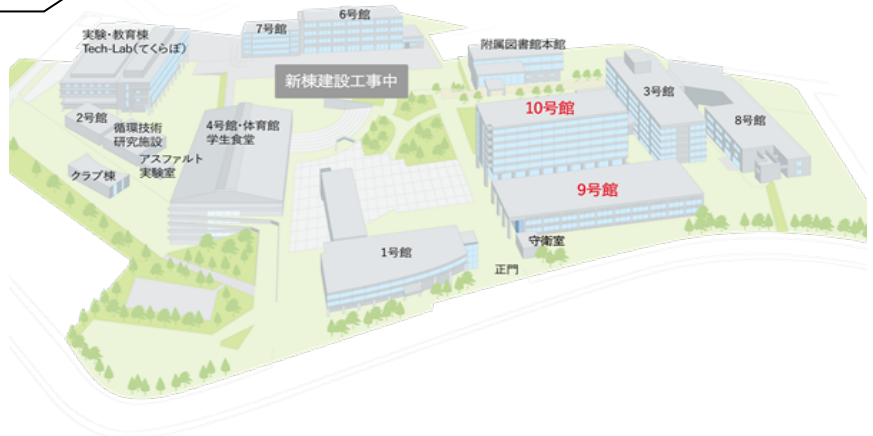 6号館
7号館
実験・教育棟
Tech-Lab(てくらぼ)
附属図書館本館
新棟建設工事中
3号館
10号館
2号館
循環技術
研究施設
4号館・体育館
学生食堂
8号館
アスファルト
実験室
クラブ棟
9号館
守衛室
1号館
正門